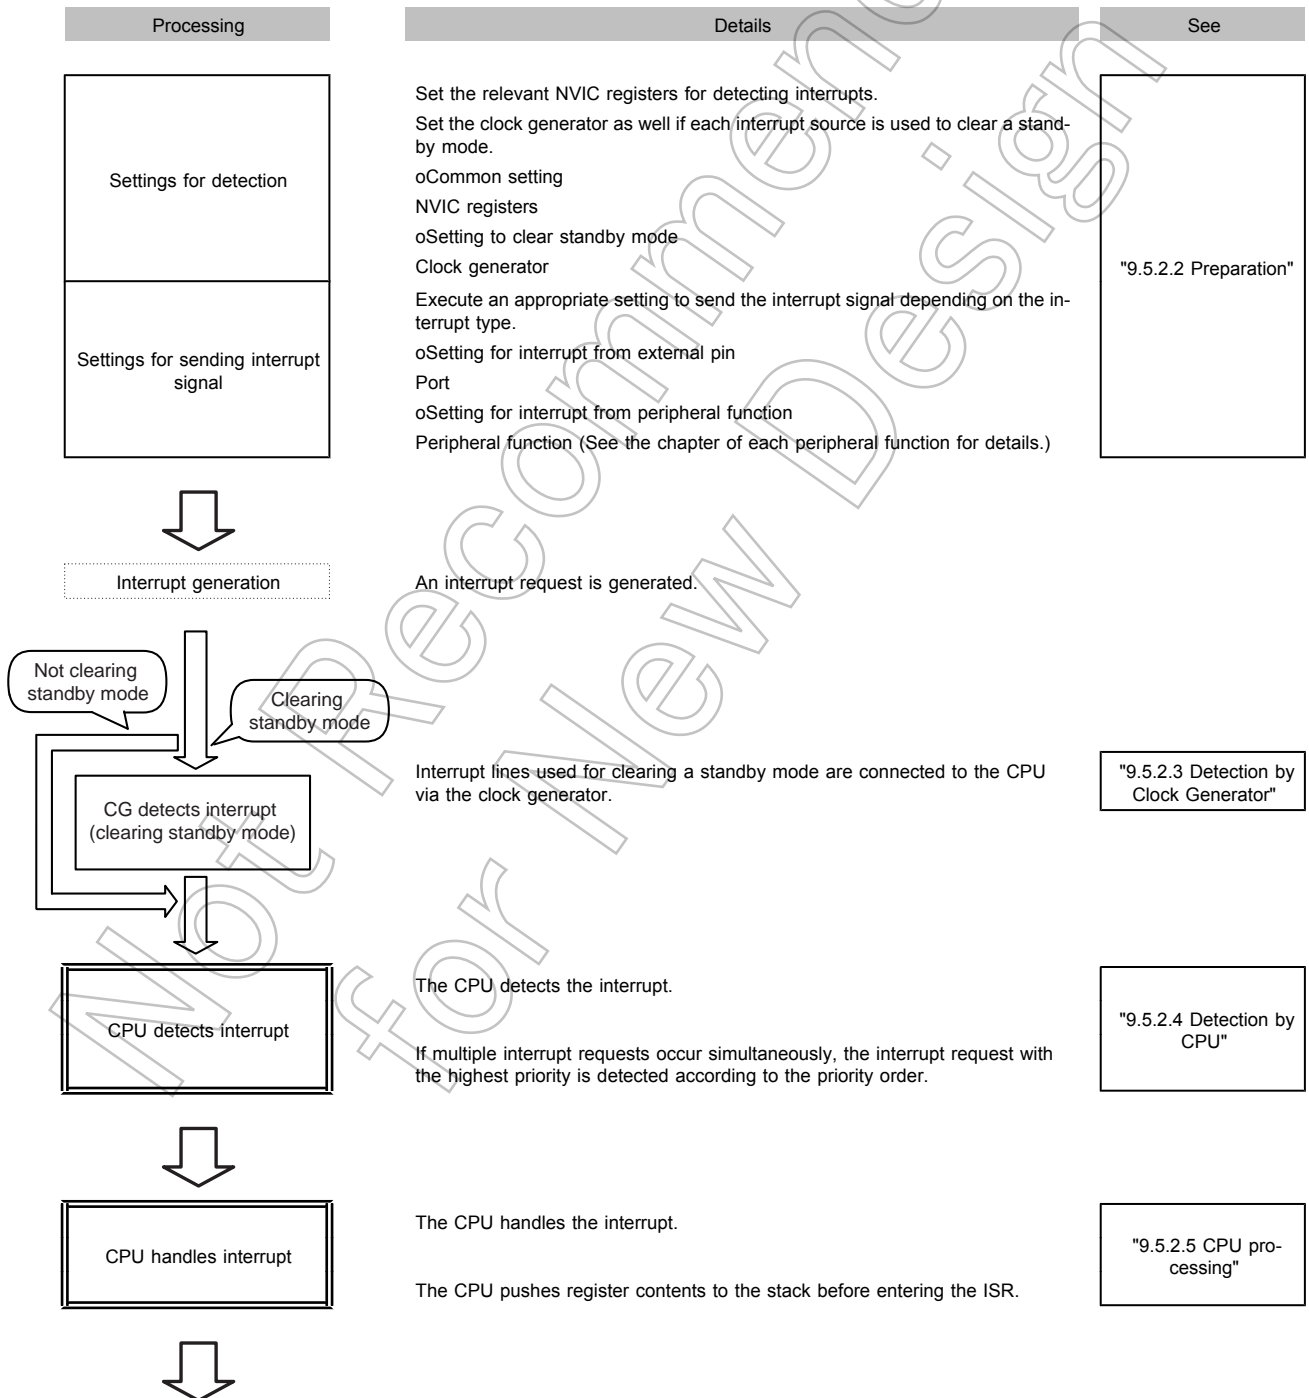 Processing
Details
See
Settings for detection
Set the relevant NVIC registers for detecting interrupts.
Set the clock generator as well if each interrupt source is used to clear a stand-
by mode.
oCommon setting
NVIC registers
oSetting to clear standby mode
Clock generator
"9.5.2.2 Preparation"
Settings for sending interrupt
signal
Execute an appropriate setting to send the interrupt signal depending on the in-
terrupt type.
oSetting for interrupt from external pin
Port
oSetting for interrupt from peripheral function
Peripheral function (See the chapter of each peripheral function for details.)
Interrupt generation
An interrupt request is generated.
Not clearing
standby mode
Clearing
standby mode
CG detects interrupt
(clearing standby mode)
Interrupt lines used for clearing a standby mode are connected to the CPU
via the clock generator.
"9.5.2.3 Detection by
Clock Generator"
CPU detects interrupt
The CPU detects the interrupt.
If multiple interrupt requests occur simultaneously, the interrupt request with
the highest priority is detected according to the priority order.
"9.5.2.4 Detection by
CPU"
CPU handles interrupt
The CPU handles the interrupt.
The CPU pushes register contents to the stack before entering the ISR.
"9.5.2.5 CPU pro-
cessing"
Not Recommen
for New Design